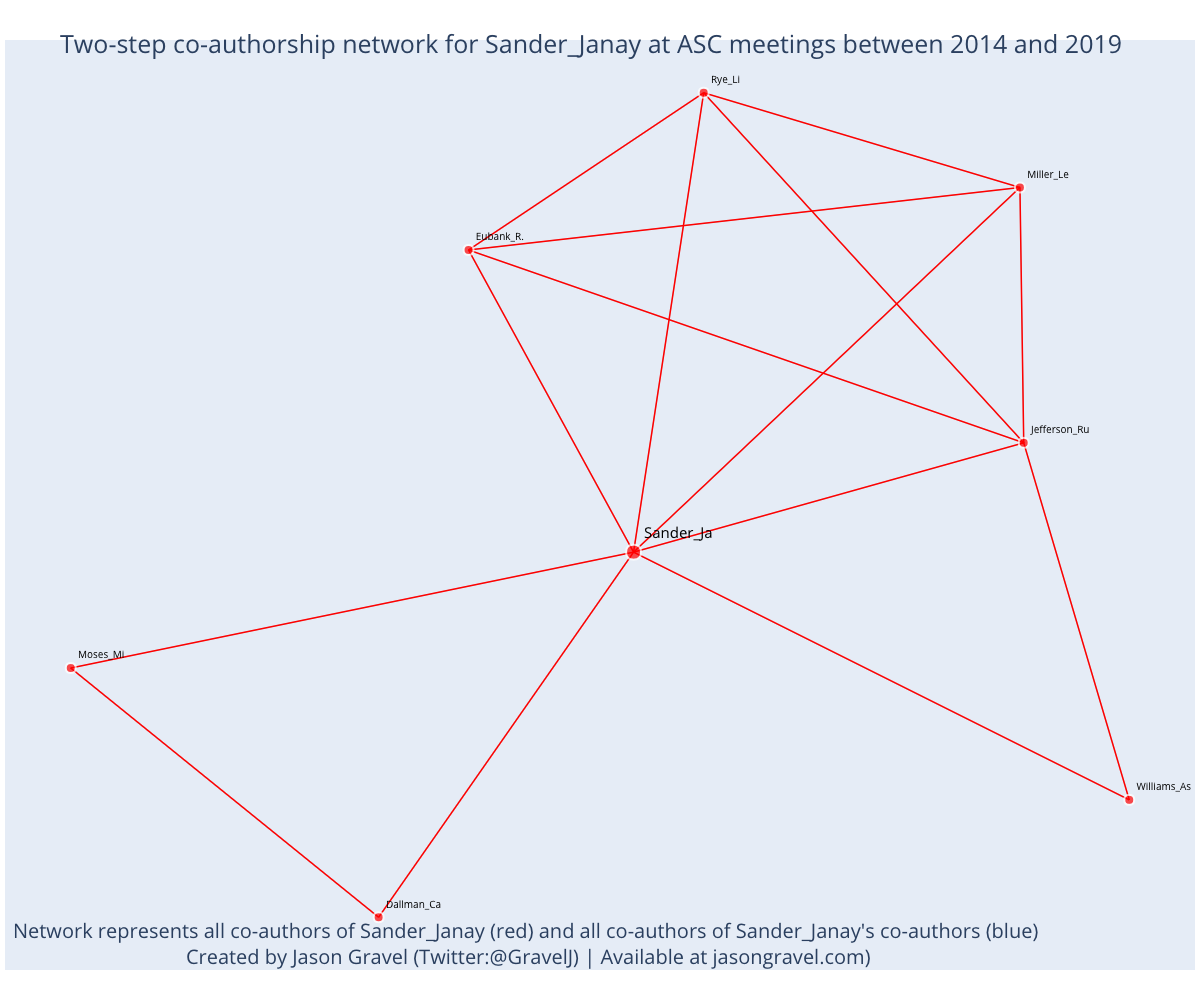 Two-step co-authorship network for Sander_Janay at ASC meetings between 2014 and 2019
Rye_Li
Miller_Le
Eubank_R.
Jefferson_Ru
Sander_Ja
Moses_Mi
Williams_As
Dallman_Ca
Network represents all co-authors of Sander_Janay (red) and all co-authors of Sander_Janay's co-authors (blue)
Created by Jason Gravel (Twitter:@GravelJ) | Available at jasongravel.com)